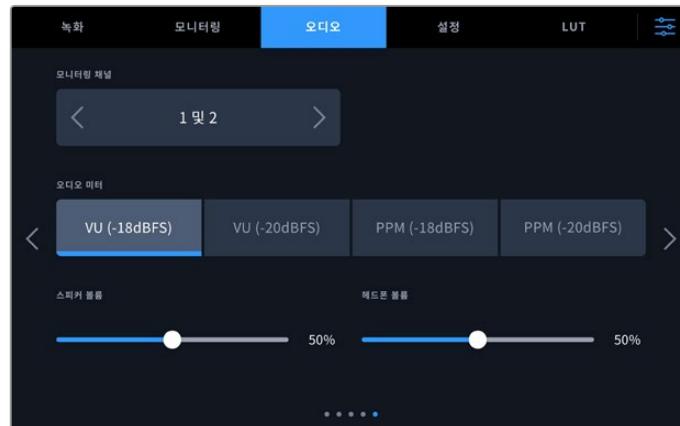 녹화 모니터링 오디오 설정 LUT
모니터링 채널
1 및 2
오디오 미터
VU (-18dBFS) VU (-20dBFS) PPM (-18dBFS) PPM (-20dBFS)
스피커 볼륨 헤드폰 볼륨
50% 50%